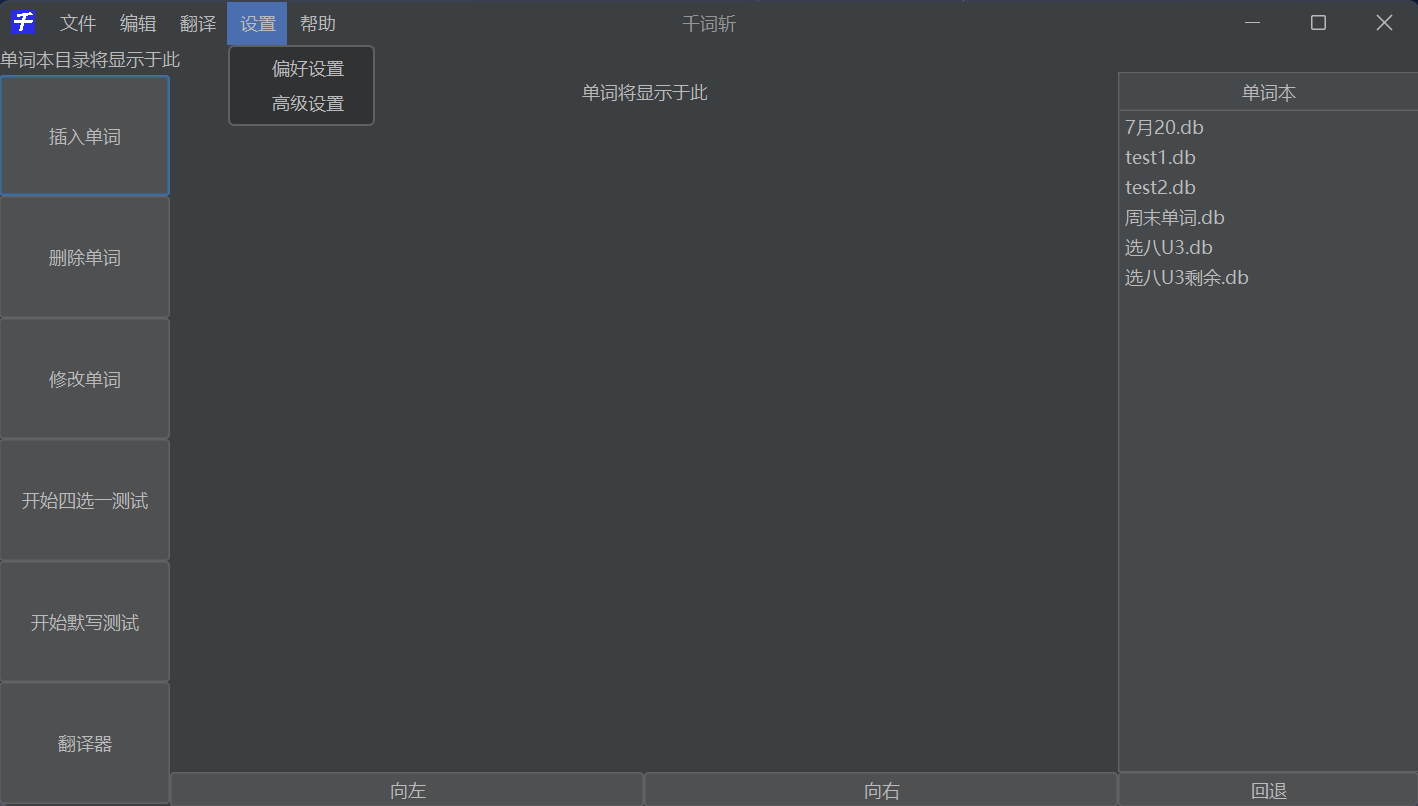 千 文件 编辑 翻译 设置 帮助 千词斩
单词本目录将显示于此
偏好设置
高级设置
插入单词
删除单词
修改单词
开始四选一测试
开始默写测试
翻译器
单词将显示于此
单词本
7月20.db
test1.db
test2.db
周末单词.db
选八U3.db
选八U3剩余.db
向左 向右 回退